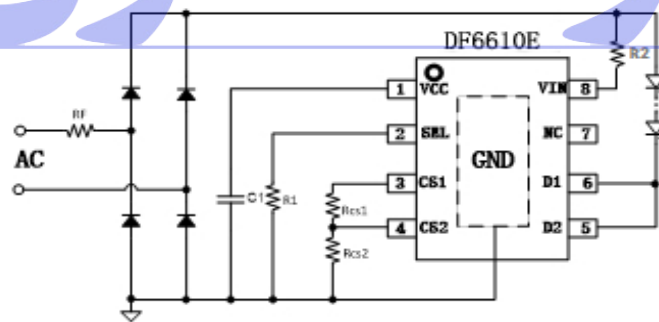 DF6610E
R2
1 VCC VIN 8
RF
2 SEL NC 7
AC
GND
3 CS1 D1 6
C1 R1
Rcs1
4 CS2 D2 5
Rcs2